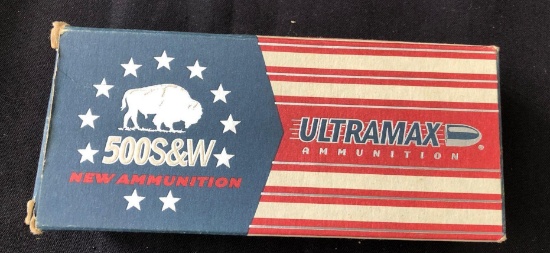 500S&W
NEW AMMUNITION
ULTRAMAX
AMMUNITION
®